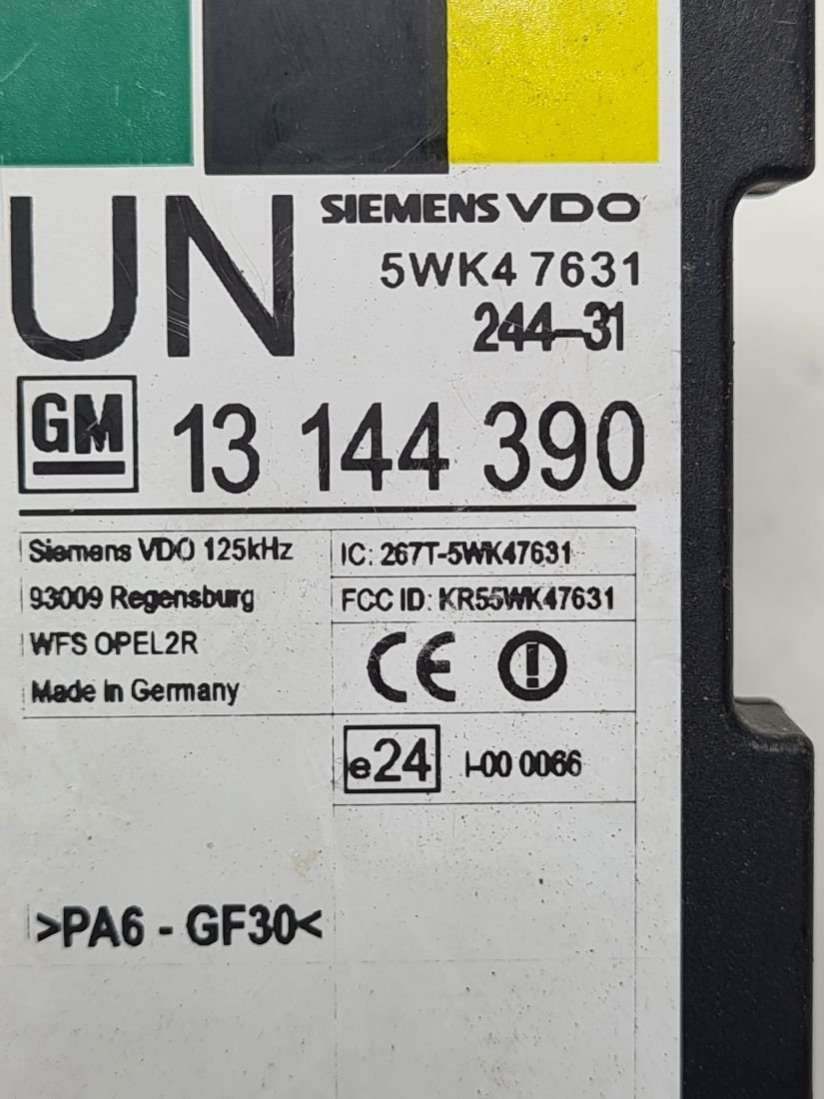 UN
SIEMENS VDO
5WK4 7631
244-31
GM 13 144 390
Siemens VDO 125kHz
93009 Regensburg
WFS OPEL2R
Made in Germany
IC: 267T-5WK47631
FCC ID: KR55WK47631
CE
e24 I-00 0066
>PA6 - GF30<